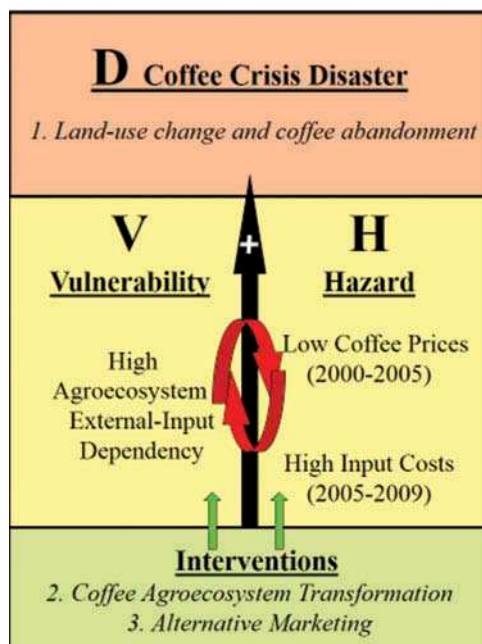 D Coffee Crisis Disaster
1. Land-use change and coffee abandonment
+
V
Vulnerability
High
Agroecosystem
External-Input
Dependency
H
Hazard
Low Coffee Prices
(2000-2005)
High Input Costs
(2005-2009)
Interventions
2. Coffee Agroecosystem Transformation
3. Alternative Marketing